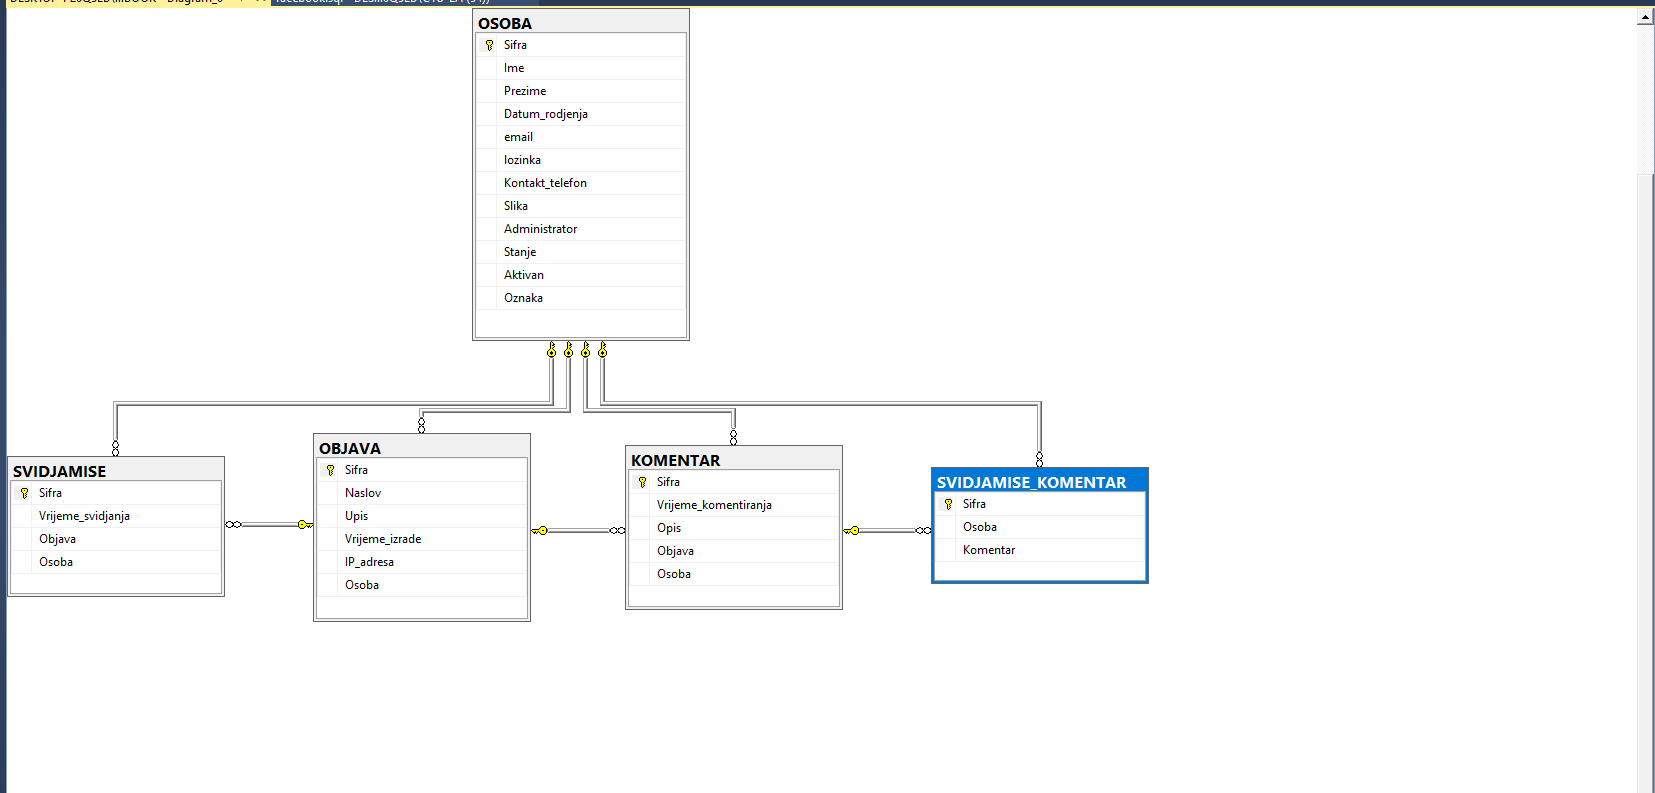 OSOBA
Sifra
Ime
Prezime
Datum_rodjenja
email
lozinka
Kontakt_telefon
Slika
Administrator
Stanje
Aktivan
Oznaka
SVIDJAMISE
Sifra
Vrijeme_svidjanja
Objava
Osoba
OBJAVA
Sifra
Naslov
Upis
Vrijeme_izrade
IP_adresa
Osoba
KOMENTAR
Sifra
Vrijeme_komentiranja
Opis
Objava
Osoba
SVIDJAMISE_KOMENTAR
Sifra
Osoba
Komentar